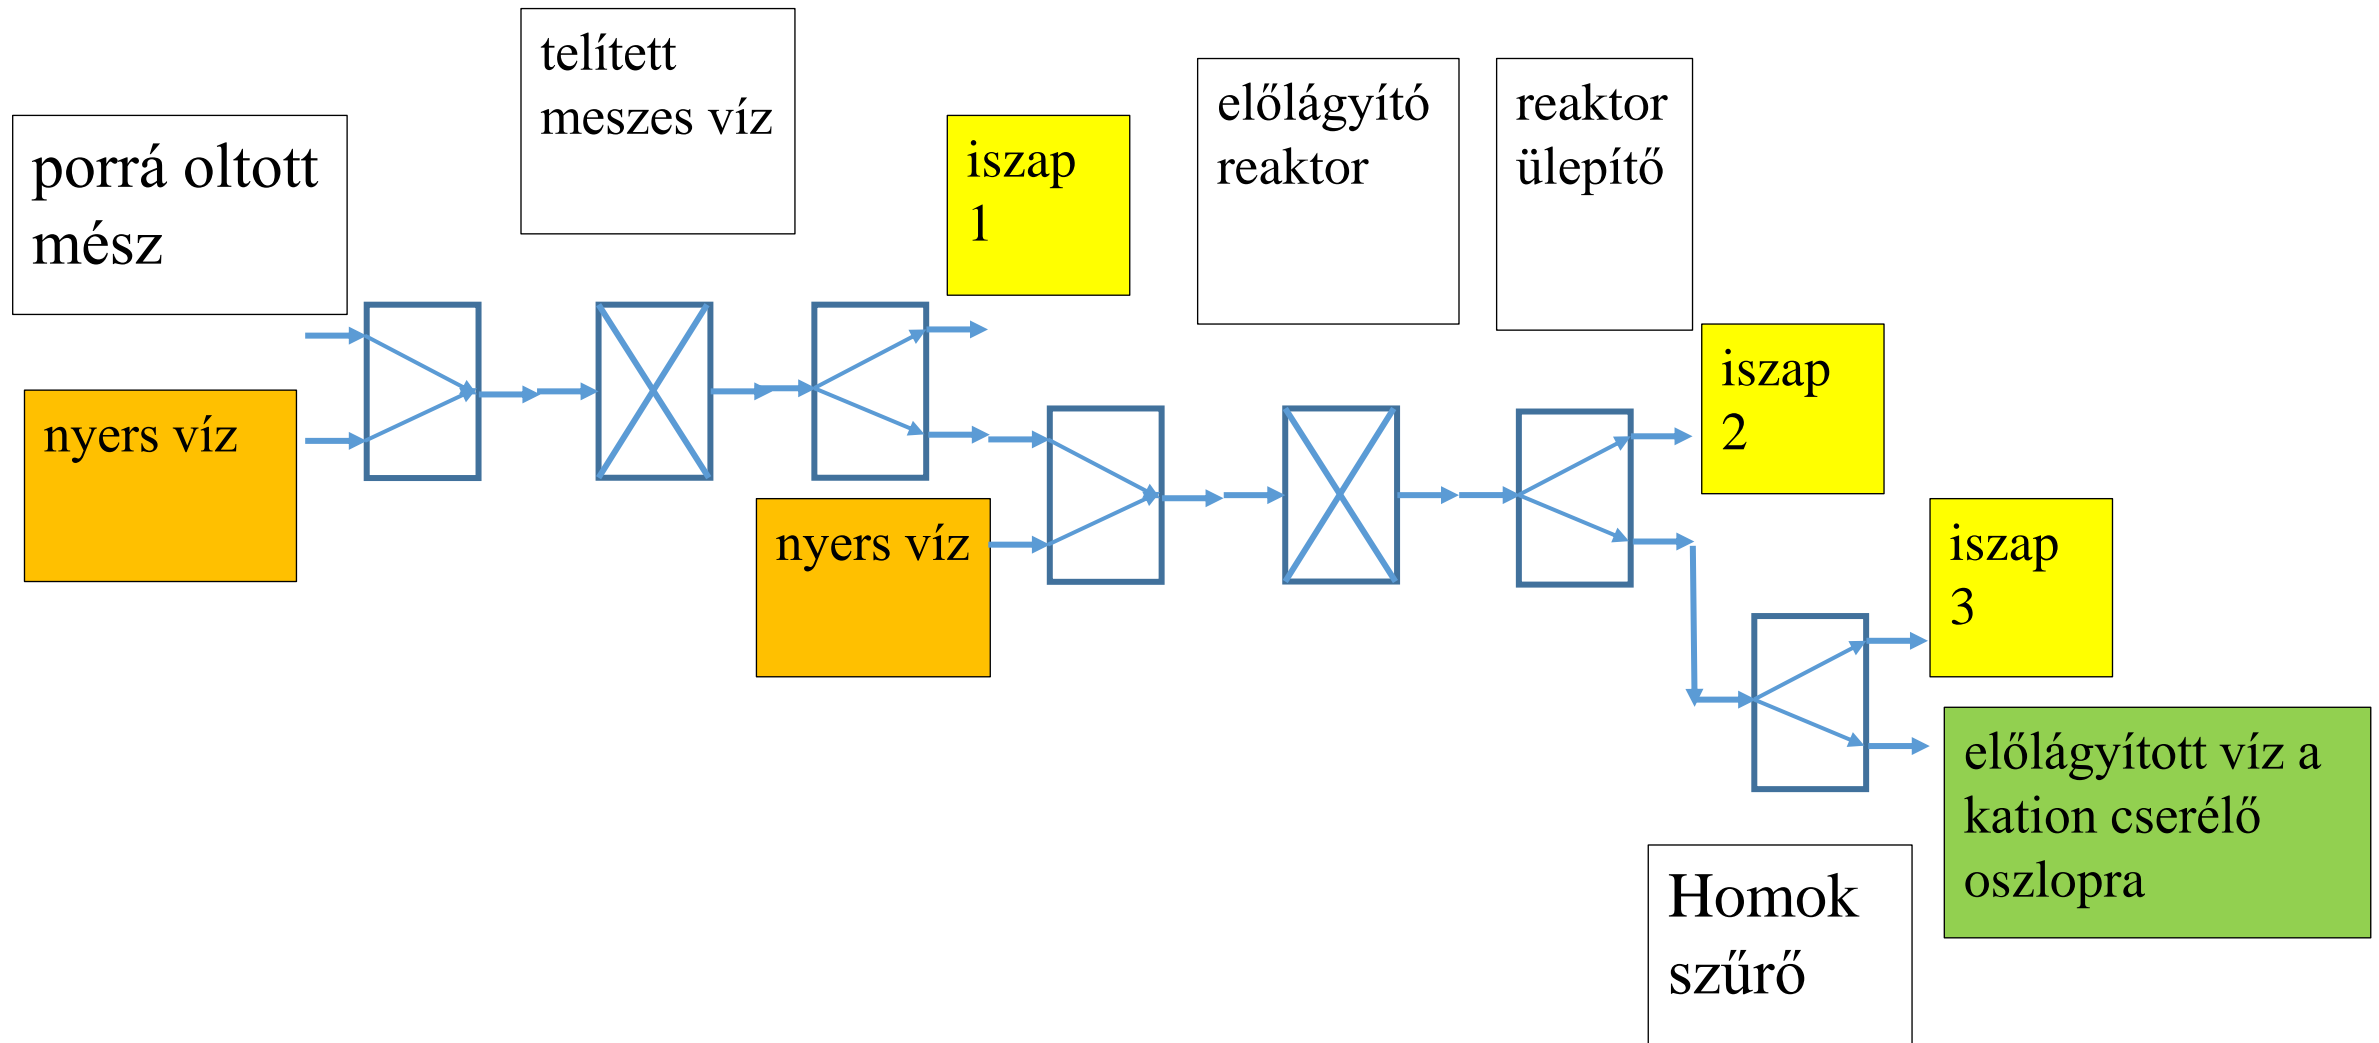 telített
meszes víz
porrá oltott
mész
iszap
1
előlágyító
reaktor
reaktor
ülepítő
nyers víz
nyers víz
iszap
2
iszap
3
előlágyított víz a
kation cserélő
oszlopra
Homok
szűrő